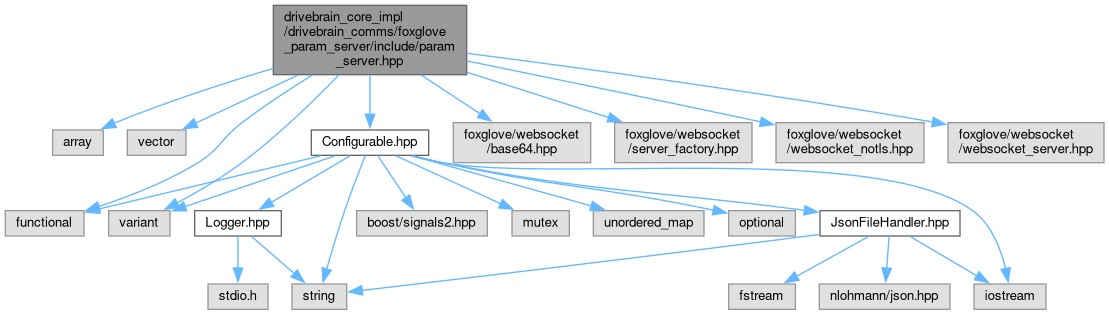 drivebrain_core_impl
/drivebrain_comms/foxglove
_param_server/include/param
_server.hpp
array
vector
Configurable.hpp
foxglove/websocket
/base64.hpp
foxglove/websocket
/server_factory.hpp
foxglove/websocket
/websocket_notls.hpp
foxglove/websocket
/websocket_server.hpp
functional
variant
Logger.hpp
boost/signals2.hpp
mutex
unordered_map
optional
JsonFileHandler.hpp
stdio.h
string
fstream
nlohmann/json.hpp
iostream